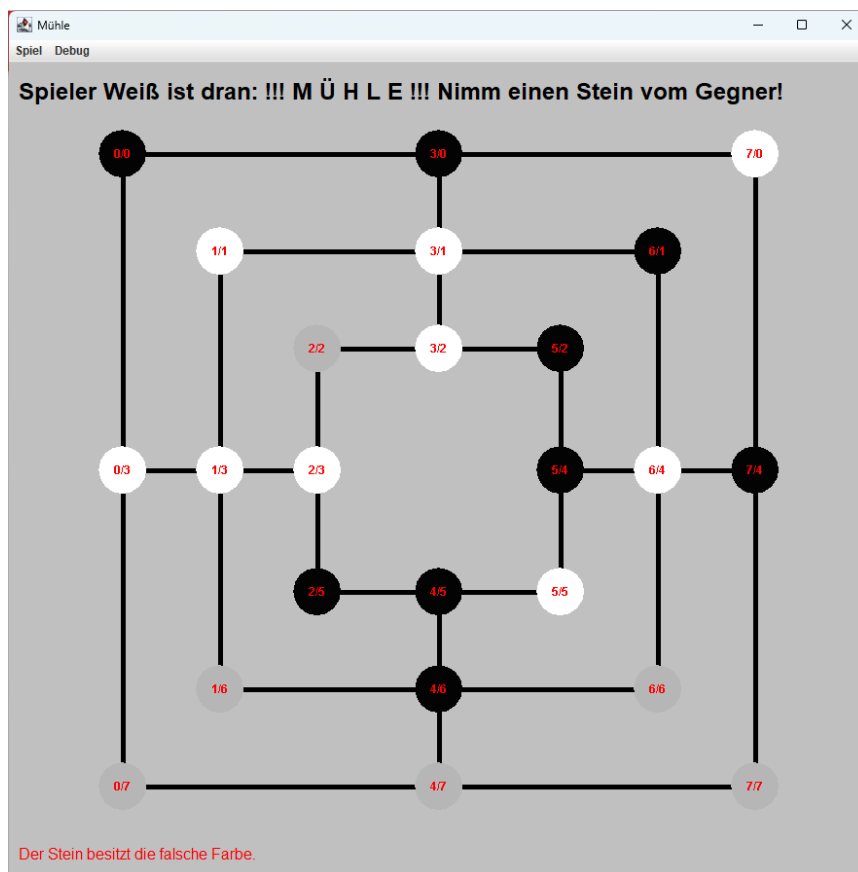 Mühle
Spiel Debug
Spieler Weiß ist dran: !!! M Ü H L E !!! Nimm einen Stein vom Gegner!
0/0 3/0 7/0
1/1 3/1 6/1
2/2 3/2 5/2
0/3 1/3 2/3 5/4 6/4 7/4
2/5 4/5 5/5
1/6 4/6 6/6
0/7 4/7 7/7
Der Stein besitzt die falsche Farbe.